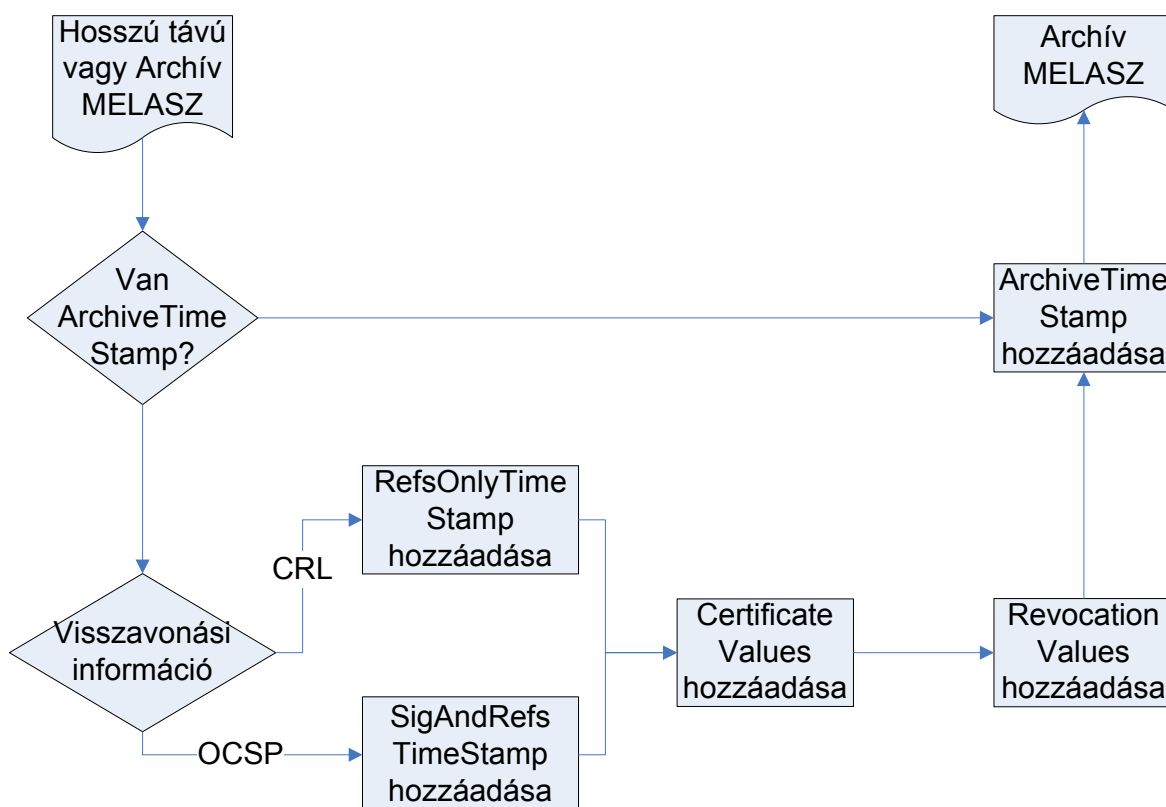 Hosszú távú
vagy Archív
MELASZ
Archív
MELASZ
Van
ArchiveTime
Stamp?
ArchiveTime
Stamp
hozzáadása
RefsOnlyTime
Stamp
hozzáadása
CRL
Visszavonási
információ
Certificate
Values
hozzáadása
Revocation
Values
hozzáadása
OCSP
SigAndRefs
TimeStamp
hozzáadása